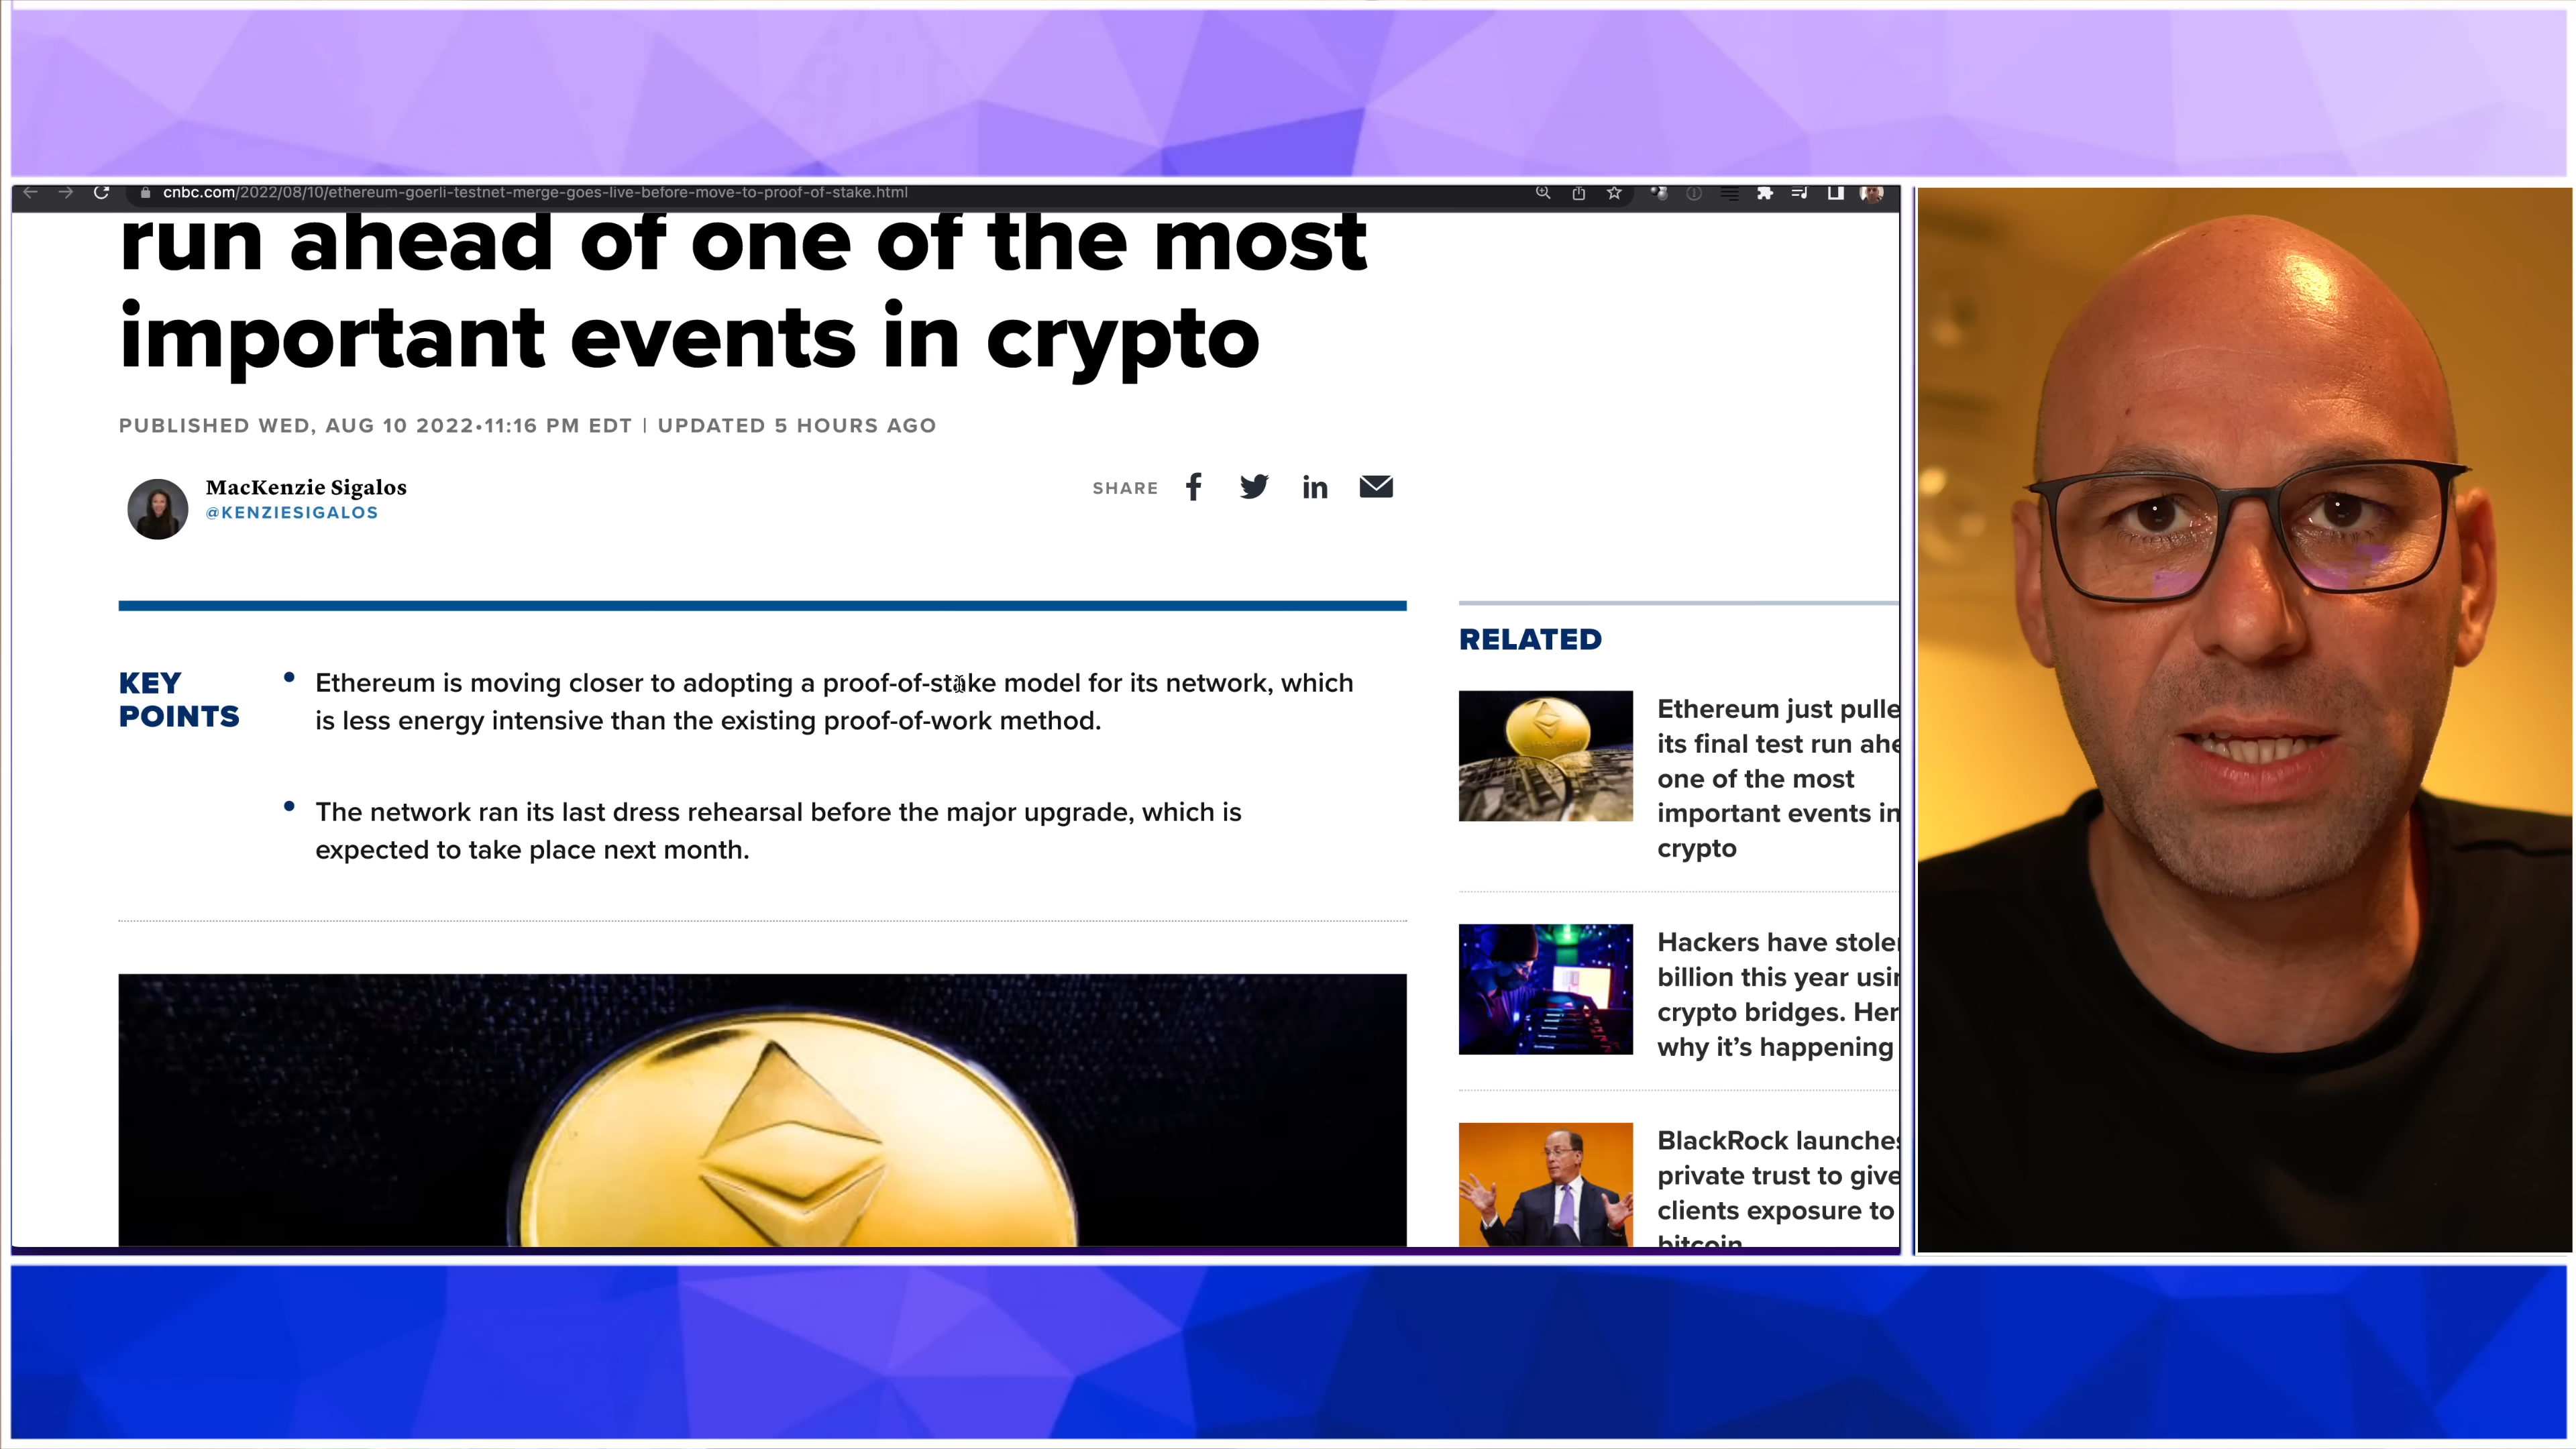 cnbc.com/2022/08/10/ethereum-goerli-testnet-merge-goes-live-before-move-to-proof-of-stake.html
run ahead of one of the most
important events in crypto
PUBLISHED WED, AUG 10 2022•11:16 PM EDT | UPDATED 5 HOURS AGO
MacKenzie Sigalos
@KENZIESIGALOS
SHARE
KEY
POINTS
• Ethereum is moving closer to adopting a proof-of-stake model for its network, which
is less energy intensive than the existing proof-of-work method.
• The network ran its last dress rehearsal before the major upgrade, which is
expected to take place next month.
RELATED
Ethereum just pulle
its final test run ahe
one of the most
important events in
crypto
Hackers have stole
billion this year usin
crypto bridges. Her
why it's happening
BlackRock launches
private trust to give
clients exposure to
bitcoin